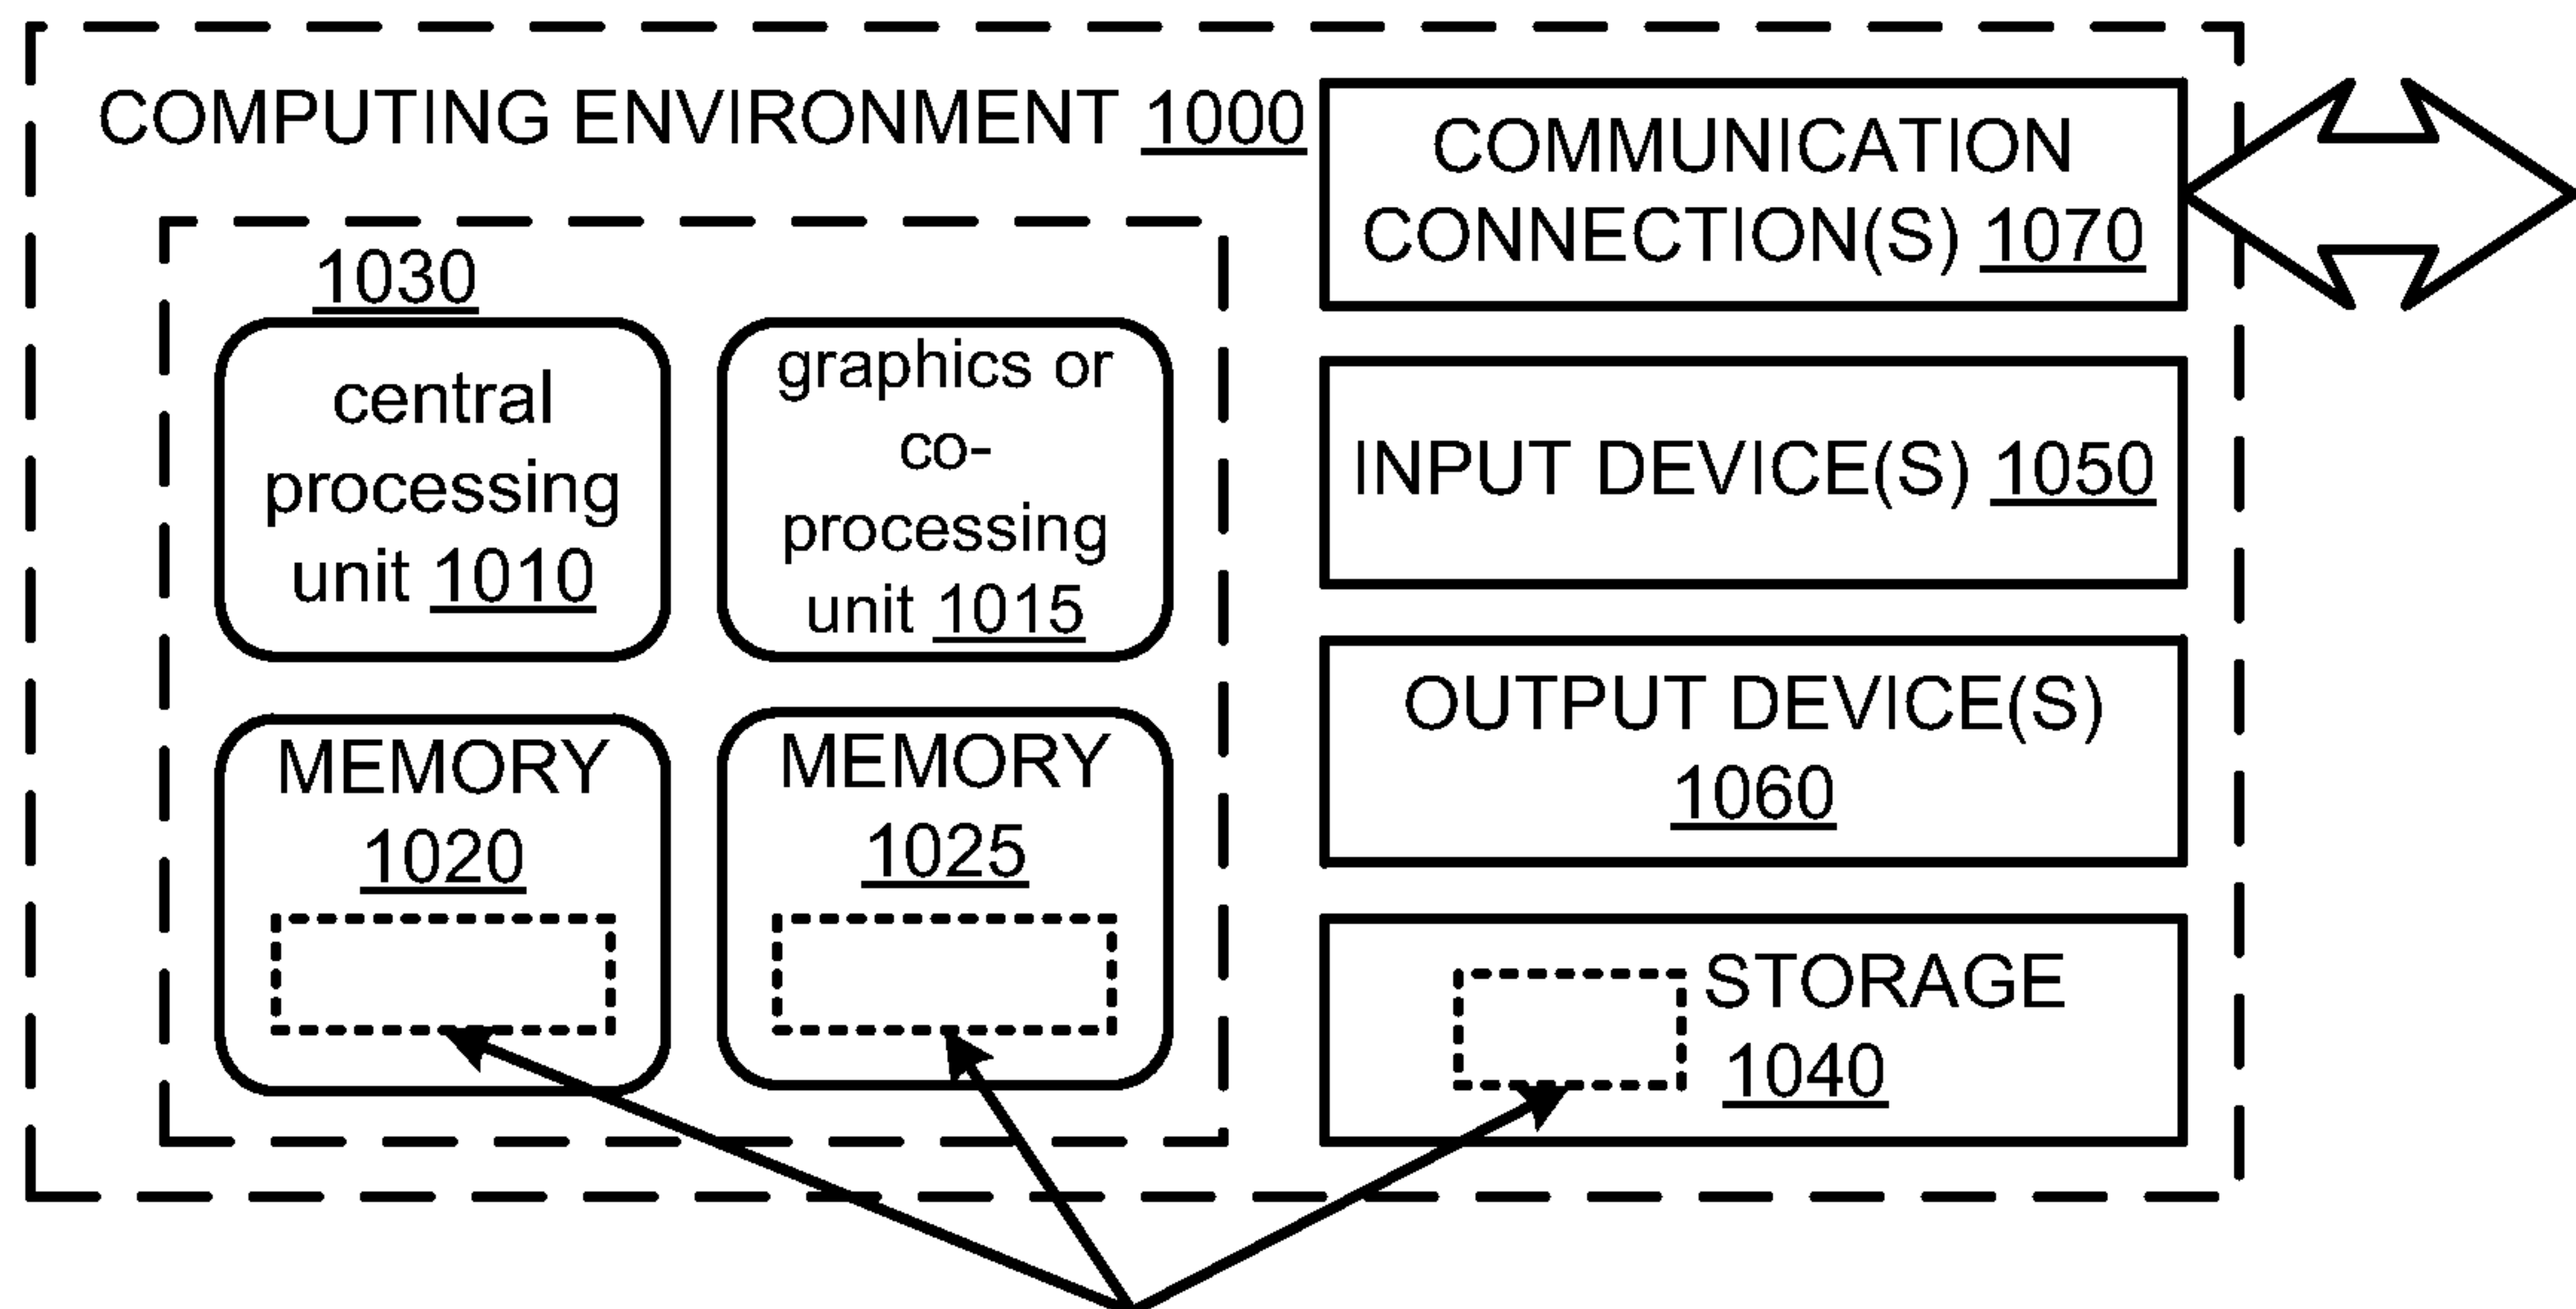 COMPUTING ENVIRONMENT 1000
1030
central
processing
unit 1010
graphics or
co-
processing
unit 1015
MEMORY
1020
MEMORY
1025
COMMUNICATION
CONNECTION(S) 1070
INPUT DEVICE(S) 1050
OUTPUT DEVICE(S)
1060
STORAGE
1040